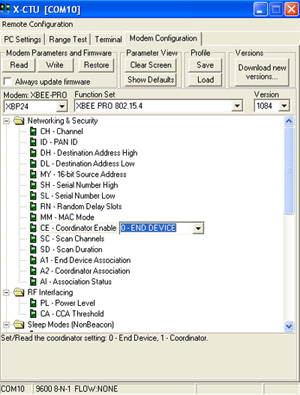 X-CTU [COM10]
Remote Configuration
PC Settings Range Test Terminal Modem Configuration
Modem Parameters and Firmware Parameter View Profile Versions
Read Write Restore Clear Screen Save Download new versions...
Always update firmware Show Defaults Load
Modem: XBEE-PRO Function Set Version
XBP24 XBEE PRO 802.15.4 1084
Networking & Security
CH - Channel
ID - PAN ID
DH - Destination Address High
DL - Destination Address Low
MY - 16-bit Source Address
SH - Serial Number High
SL - Serial Number Low
RN - Random Delay Slots
MM - MAC Mode
CE - Coordinator Enable 0 - END DEVICE
SC - Scan Channels
SD - Scan Duration
A1 - End Device Association
A2 - Coordinator Association
AI - Association Status
RF Interfacing
PL - Power Level
CA - CCA Threshold
Sleep Modes (NonBeacon)
Set/Read the coordinator setting: 0 - End Device, 1 - Coordinator.
COM10 9600 8-N-1 FLOW:NONE